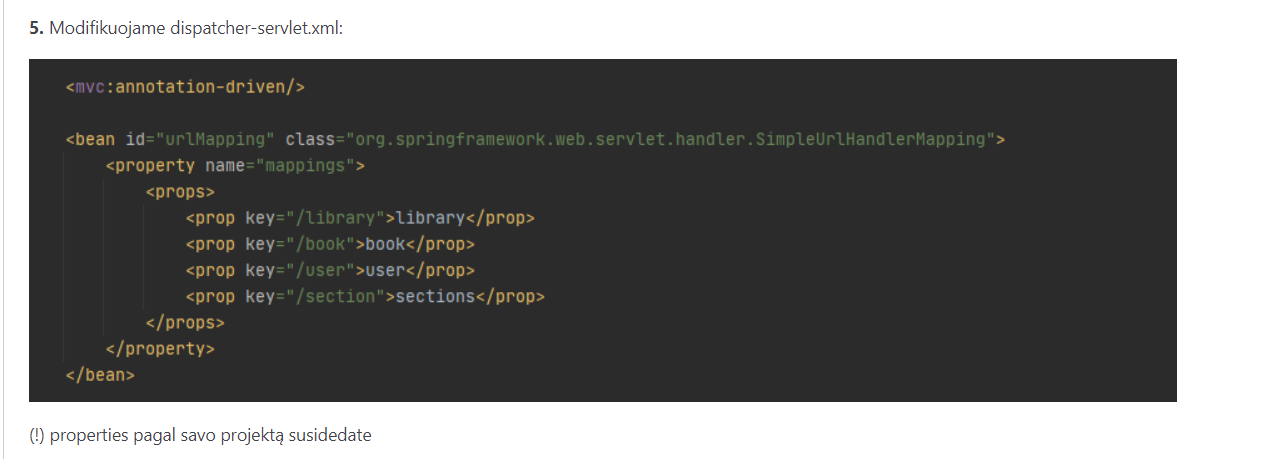 5. Modifikuojame dispatcher-servlet.xml:
<mvc:annotation-driven/>
<bean id="urlMapping" class="org.springframework.web.servlet.handler.SimpleUrlHandlerMapping">
<property name="mappings">
<props>
<prop key="/library">library</prop>
<prop key="/book">book</prop>
<prop key="/user">user</prop>
<prop key="/section">sections</prop>
</props>
</property>
</bean>
(!) properties pagal savo projektą susidedate